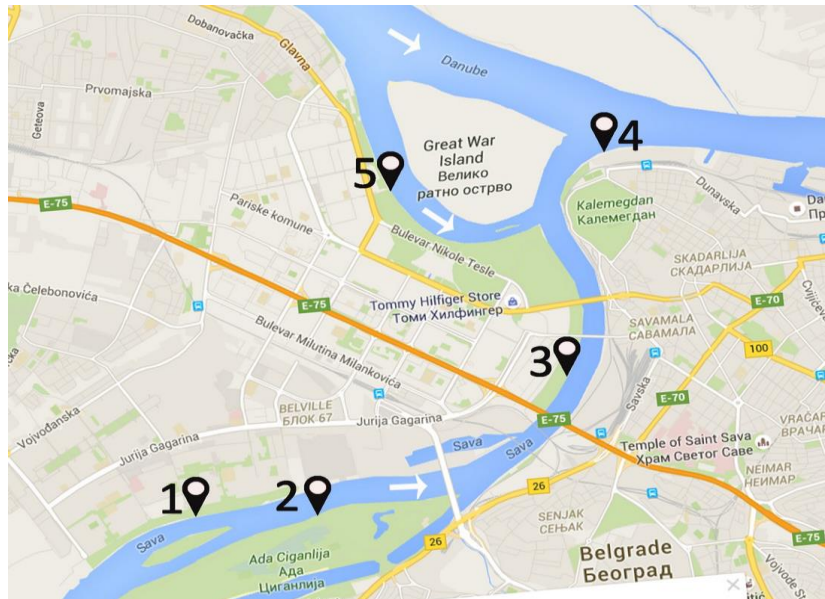 Dobanovačka
Glavna
Danube
Prvomajska
Geteova
Great War
Island
Велико
ратно острво
4
5
E-75
Pariske komune
Kalemegdan
Калемегдан
Dunavska
Bulevar Nikole Tesle
SKADARLIJA
СКАДАРЛИЈА
E-75
Tommy Hilfiger Store
Томи Хилфингер
E-70
Bulevar Milutina Milankovića
SAVAMALA
САВАМАЛА
100
3
Savska
E-70
BELVILLE
БЛОК 67
Jurija Gagarina
E-75
Vojvođanska
Jurija Gagarina
Sava
Sava
Temple of Saint Sava
Храм Светог Саве
NEIMAR
НЕИМАР
1
2
26
SENJAK
СЕЊАК
Sava
26
E-75
Ada Ciganlija
Ада
Циганлија
Belgrade
Београд